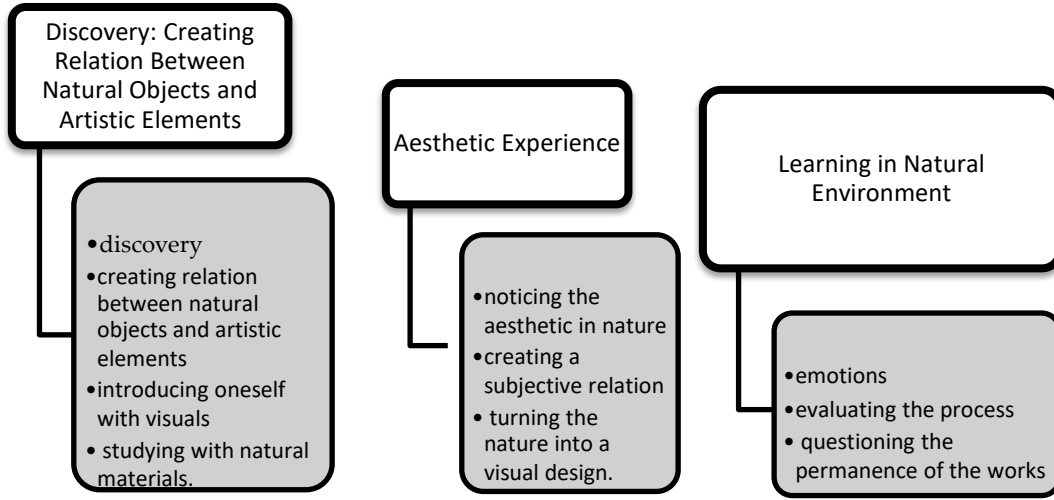 Discovery: Creating
Relation Between
Natural Objects and
Artistic Elements
•discovery
•creating relation
between natural
objects and artistic
elements
•introducing oneself
with visuals
• studying with natural
materials.
Aesthetic Experience
•noticing the
aesthetic in nature
•creating a
subjective relation
• turning the
nature into a
visual design.
Learning in Natural
Environment
•emotions
•evaluating the process
• questioning the
permanence of the works